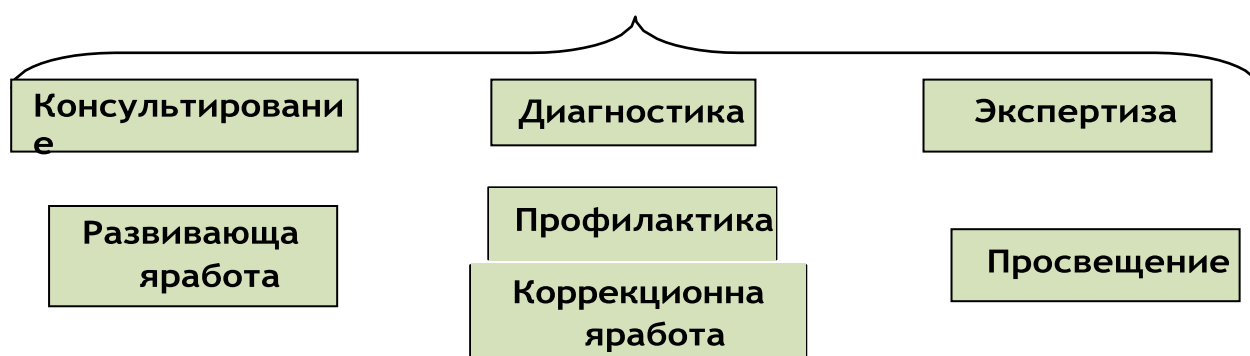 Консультировани
е
Диагностика
Экспертиза
Развивающа
яработа
Профилактика
Просвещение
Коррекционна
яработа